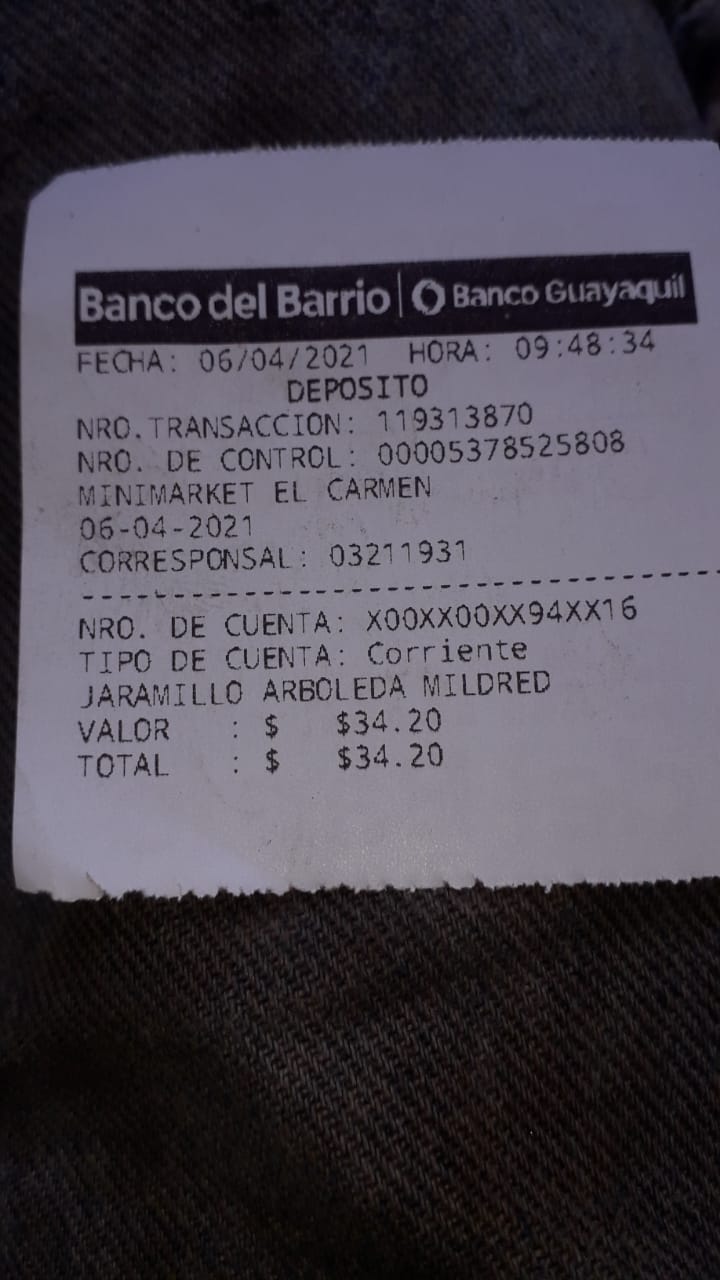 Banco del Barrio | Banco Guayaquil
FECHA: 06/04/2021 HORA: 09:48:34
DEPOSITO
NRO.TRANSACCION: 119313870
NRO. DE CONTROL: 00005378525808
MINIMARKET EL CARMEN
06-04-2021
CORRESPONSAL: 03211931
--------------------------------
NRO. DE CUENTA: X00XX00XX94XX16
TIPO DE CUENTA: Corriente
JARAMILLO ARBOLEDA MILDRED
VALOR : $ $34.20
TOTAL : $ $34.20